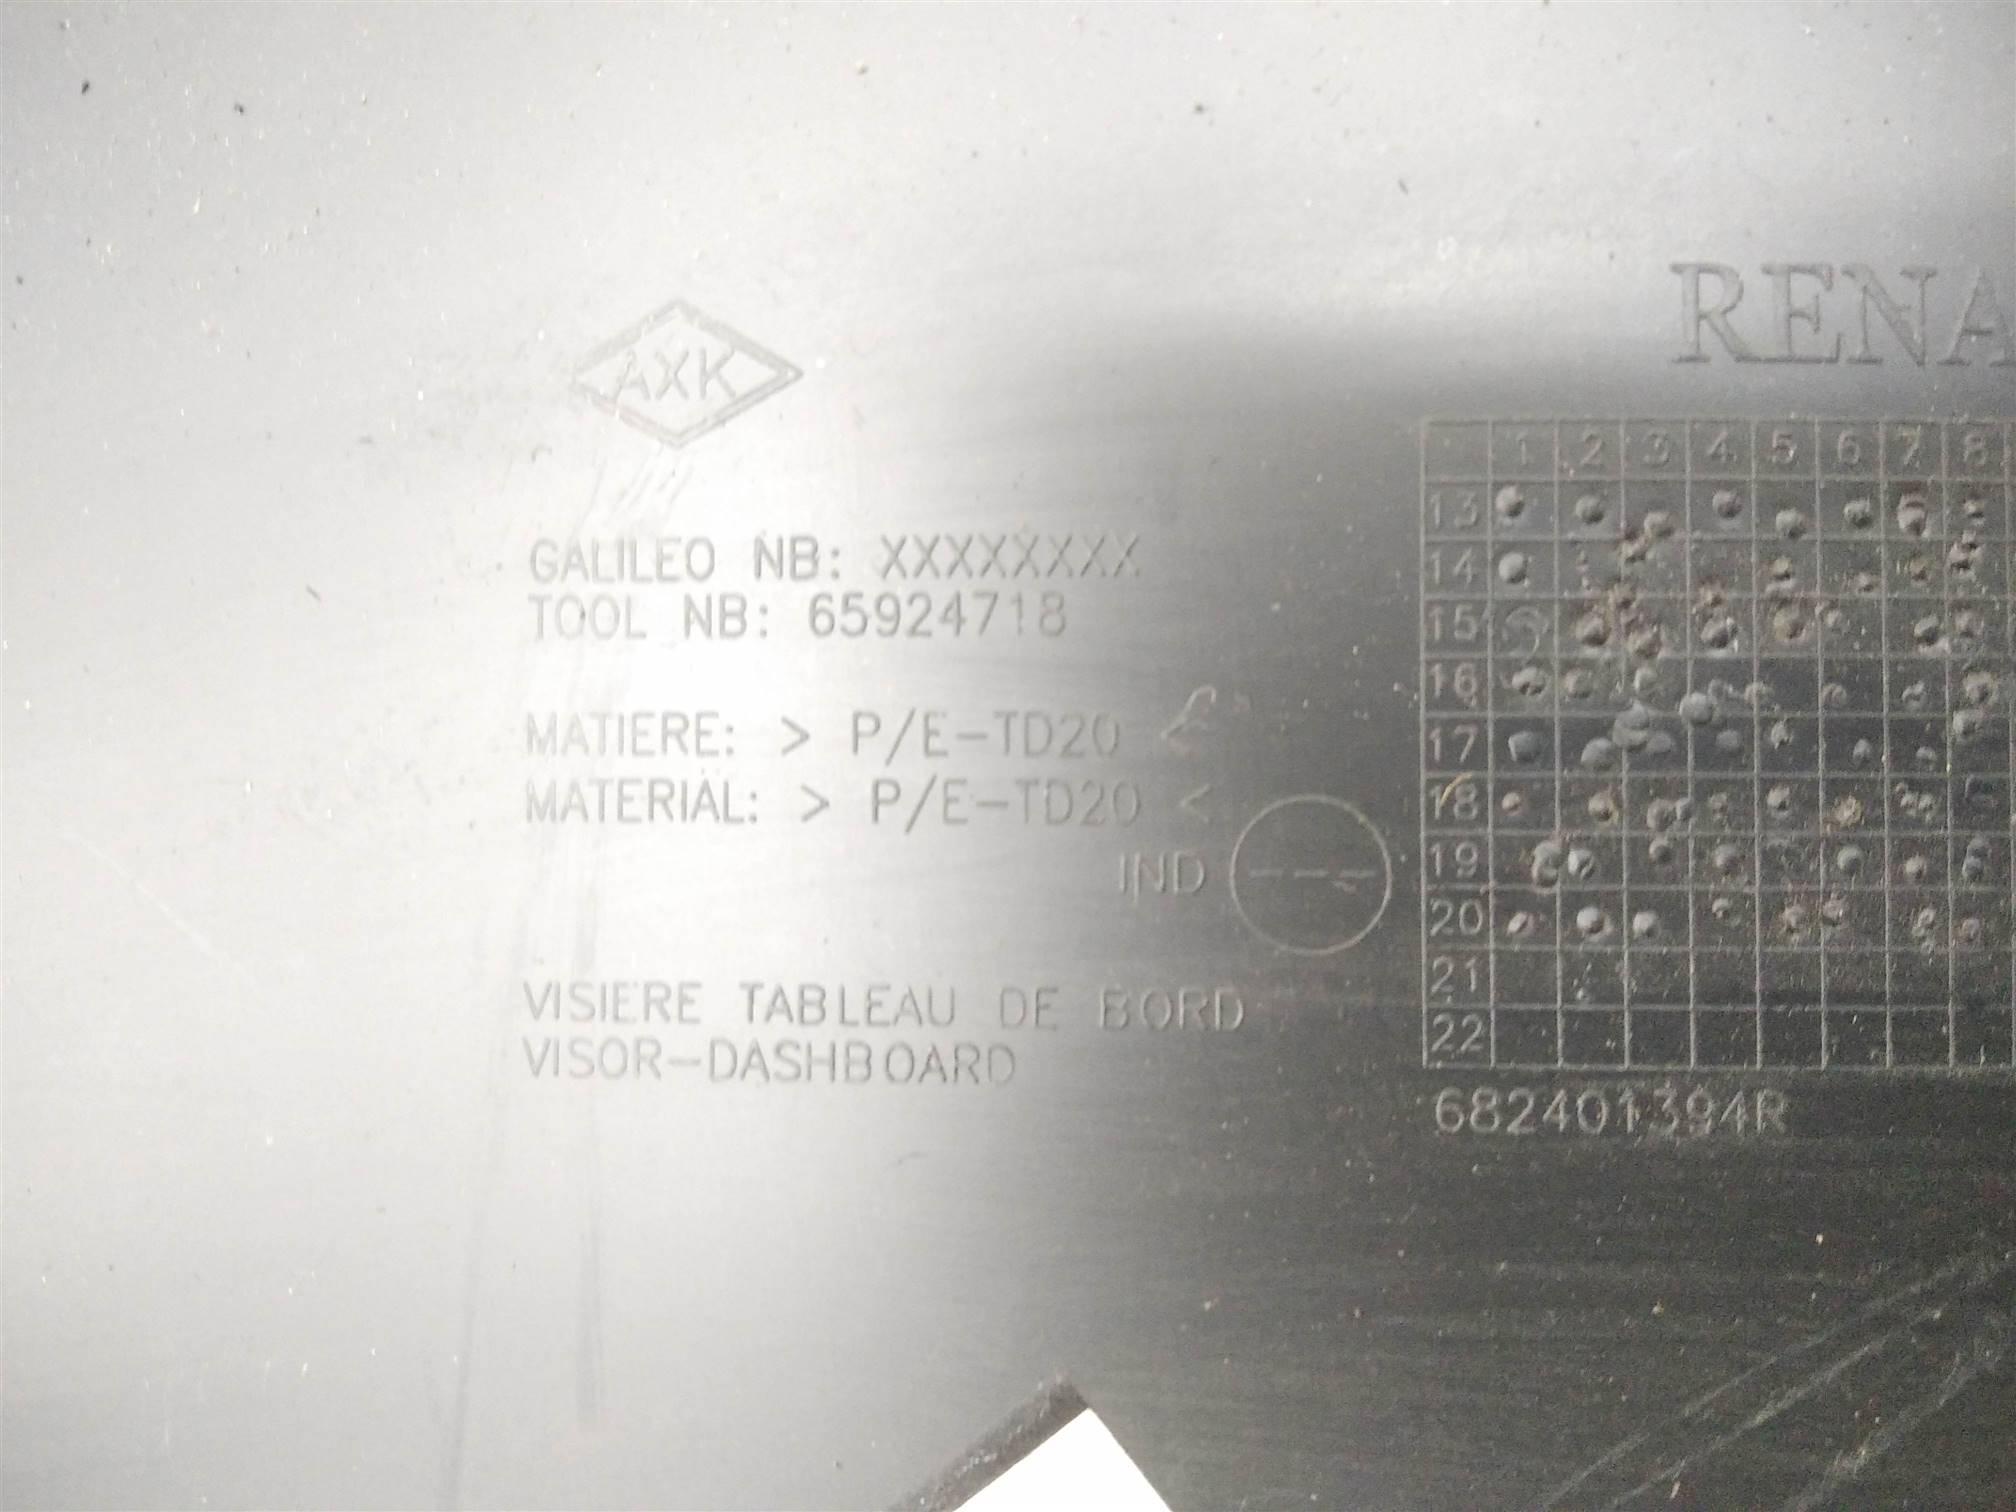 AXK
RENA
GALILEO NB: XXXXXXXX
TOOL NB: 65924718
MATIERE: > P/E-TD20 <
MATERIAL: > P/E-TD20 <
IND ---
VISIERE TABLEAU DE BORD
VISOR-DASHBOARD
1 2 3 4 5 6 7 8
13
14
15
16
17
18
19
20
21
22
682401394R